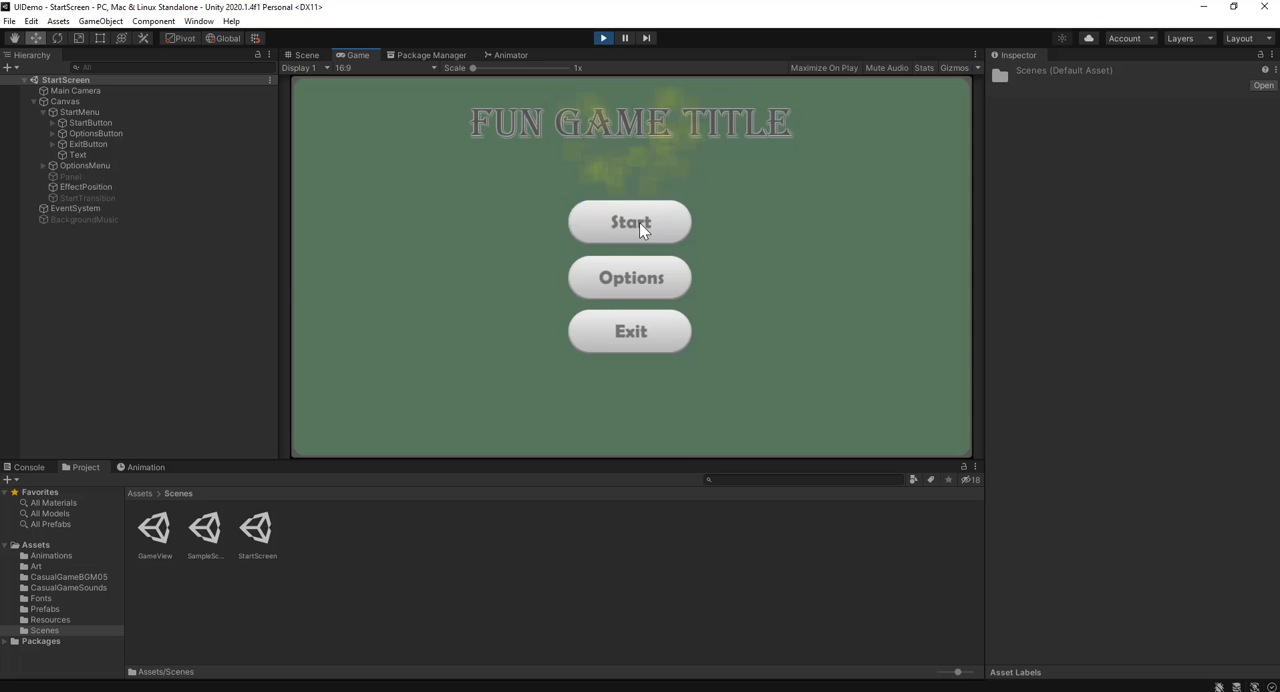 UIDemo - StartScreen - PC, Mac & Linux Standalone - Unity 2020.1.4f1 Personal <DX11>
File Edit Assets GameObject Component Window Help
Pivot Global Account Layers Layout
Hierarchy
All
StartScreen
Main Camera
Canvas
StartMenu
StartButton
OptionsButton
ExitButton
Text
OptionsMenu
Panel
EffectPosition
StartTransition
EventSystem
BackgroundMusic
Scene Game Package Manager Animator
Display 1 16:9 Scale 1x Maximize On Play Mute Audio Stats Gizmos
FUN GAME TITLE
Start
Options
Exit
Inspector
Scenes (Default Asset)
Open
Console Project Animation
18
Favorites
All Materials
All Models
All Prefabs
Assets
Animations
Art
CasualGameBGM05
CasualGameSounds
Fonts
Prefabs
Resources
Scenes
Packages
Assets > Scenes
GameView SampleSc... StartScreen
Assets/Scenes
Asset Labels